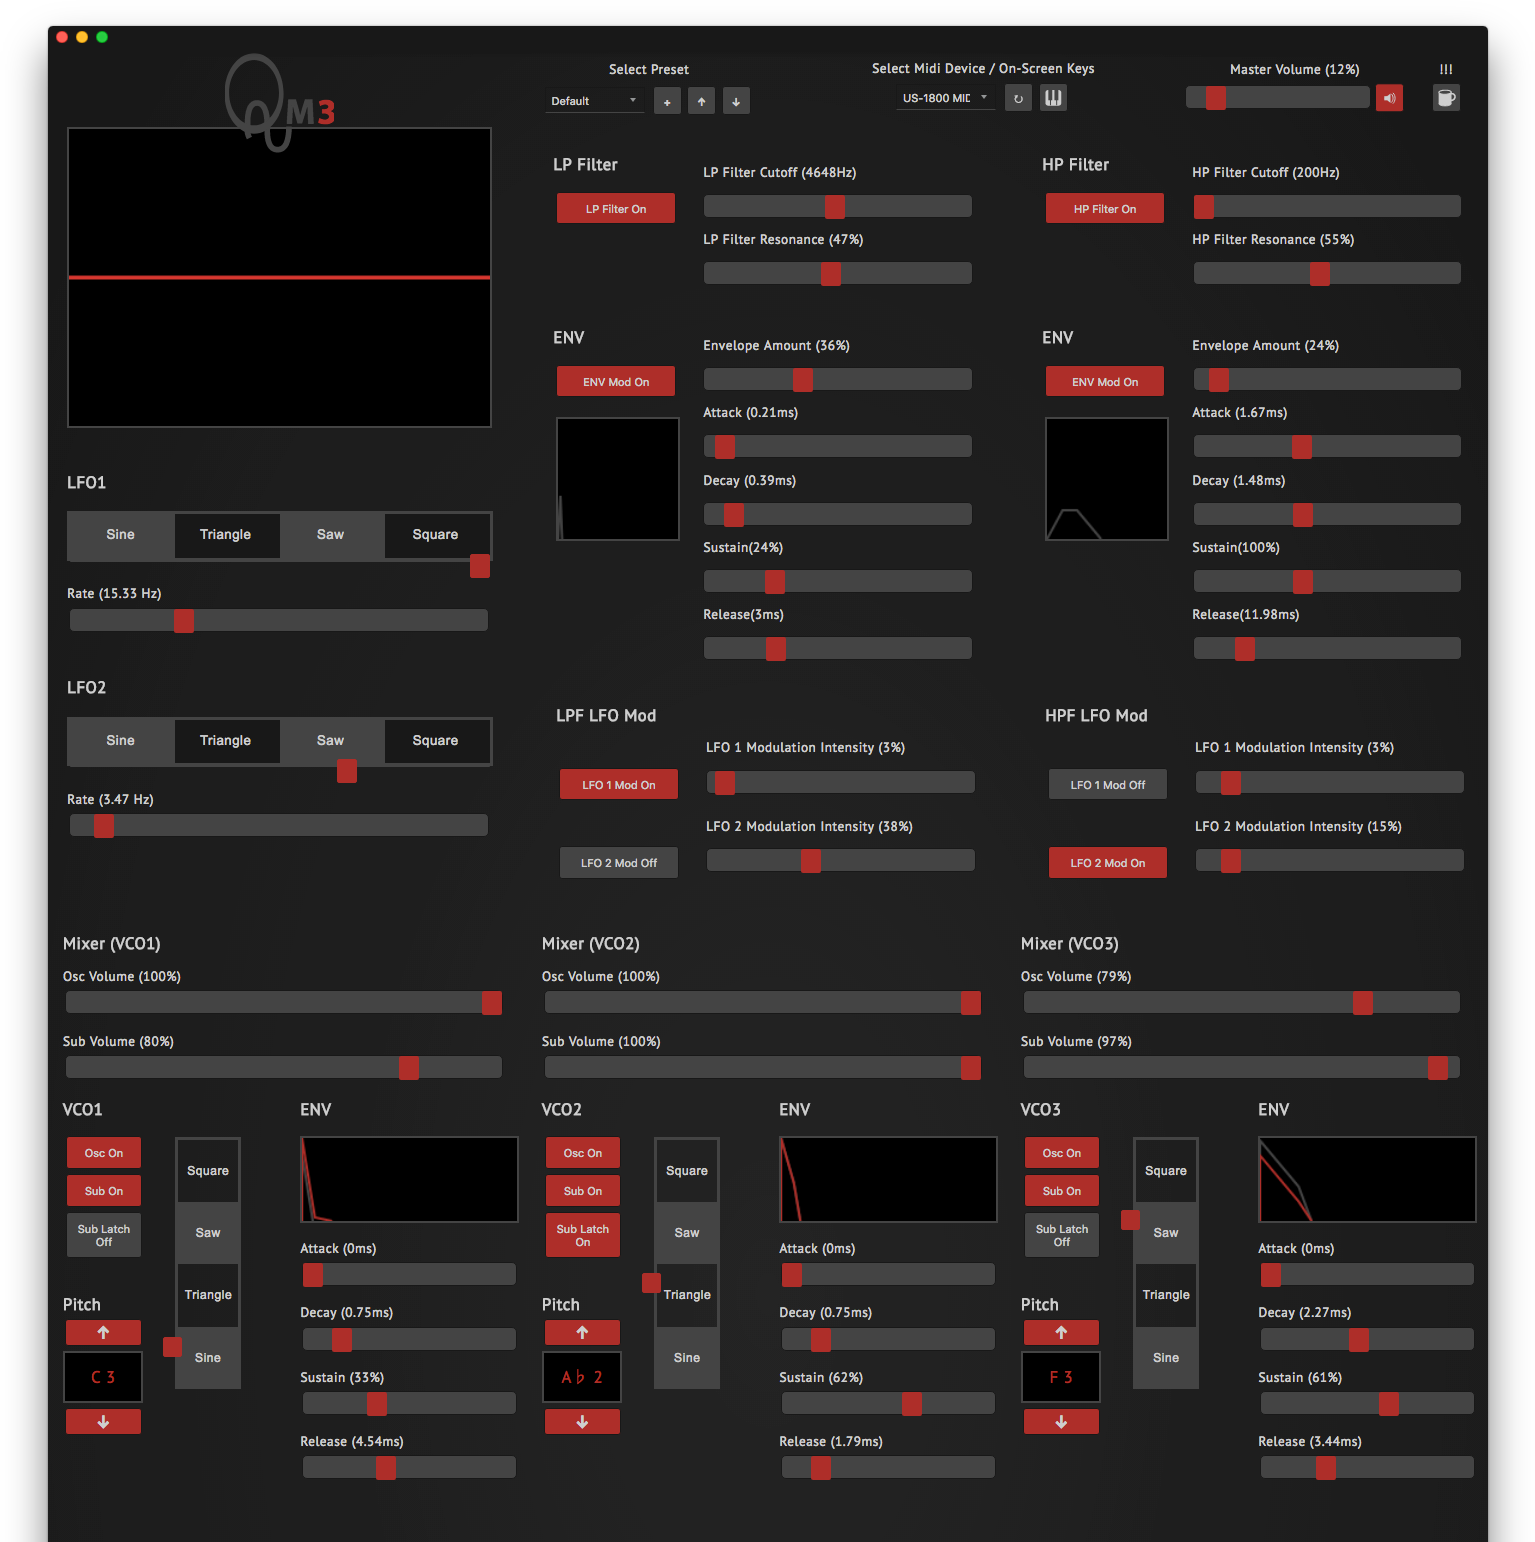 M3
Select Preset
Default
+
Select Midi Device / On-Screen Keys
US-1800 MID
Master Volume (12%)
!!!
LP Filter
LP Filter On
LP Filter Cutoff (4648Hz)
LP Filter Resonance (47%)
HP Filter
HP Filter On
HP Filter Cutoff (200Hz)
HP Filter Resonance (55%)
ENV
ENV Mod On
Envelope Amount (36%)
Attack (0.21ms)
Decay (0.39ms)
Sustain(24%)
Release(3ms)
ENV
ENV Mod On
Envelope Amount (24%)
Attack (1.67ms)
Decay (1.48ms)
Sustain(100%)
Release(11.98ms)
LFO1
Sine
Triangle
Saw
Square
Rate (15.33 Hz)
LFO2
Sine
Triangle
Saw
Square
Rate (3.47 Hz)
LPF LFO Mod
LFO 1 Mod On
LFO 1 Modulation Intensity (3%)
LFO 2 Mod Off
LFO 2 Modulation Intensity (38%)
HPF LFO Mod
LFO 1 Mod Off
LFO 1 Modulation Intensity (3%)
LFO 2 Mod On
LFO 2 Modulation Intensity (15%)
Mixer (VCO1)
Osc Volume (100%)
Sub Volume (80%)
Mixer (VCO2)
Osc Volume (100%)
Sub Volume (100%)
Mixer (VCO3)
Osc Volume (79%)
Sub Volume (97%)
VCO1
Osc On
Sub On
Sub Latch
Off
Pitch
C 3
Square
Saw
Triangle
Sine
ENV
Attack (0ms)
Decay (0.75ms)
Sustain (33%)
Release (4.54ms)
VCO2
Osc On
Sub On
Sub Latch
On
Pitch
A♭ 2
Square
Saw
Triangle
Sine
ENV
Attack (0ms)
Decay (0.75ms)
Sustain (62%)
Release (1.79ms)
VCO3
Osc On
Sub On
Sub Latch
Off
Pitch
F 3
Square
Saw
Triangle
Sine
ENV
Attack (0ms)
Decay (2.27ms)
Sustain (61%)
Release (3.44ms)